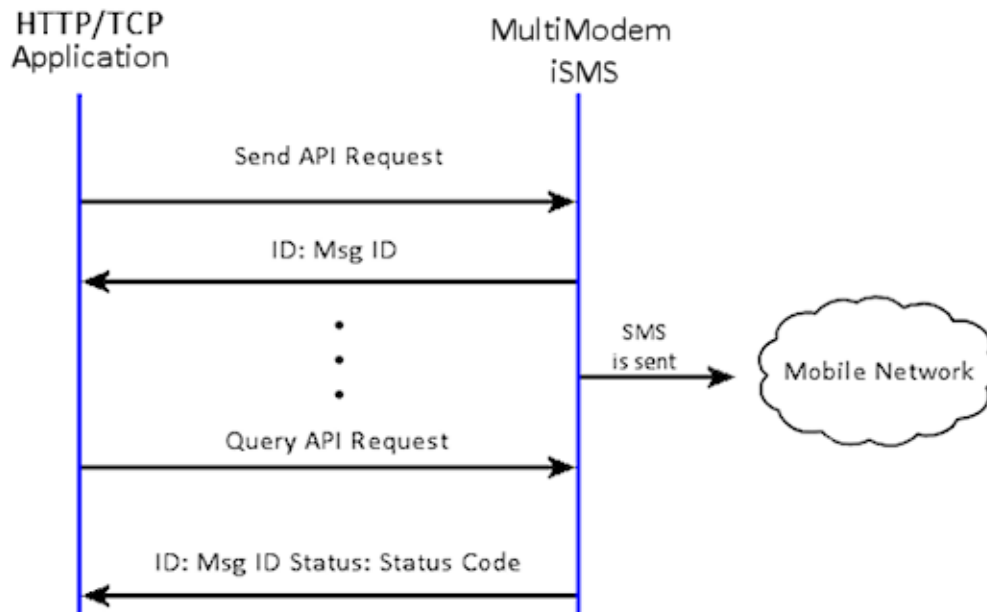 HTTP/TCP
Application
MultiModem
iSMS
Send API Request
ID: Msg ID
SMS
is sent
Mobile Network
Query API Request
ID: Msg ID Status: Status Code